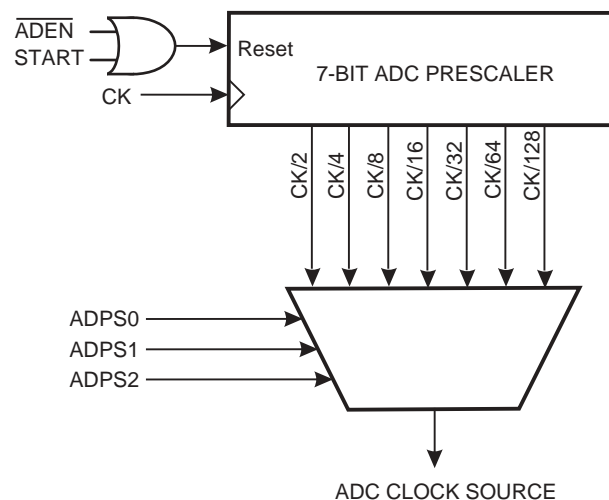 ADEN
START
Reset
7-BIT ADC PRESCALER
CK
CK/2
CK/4
CK/8
CK/16
CK/32
CK/64
CK/128
ADPS0
ADPS1
ADPS2
ADC CLOCK SOURCE